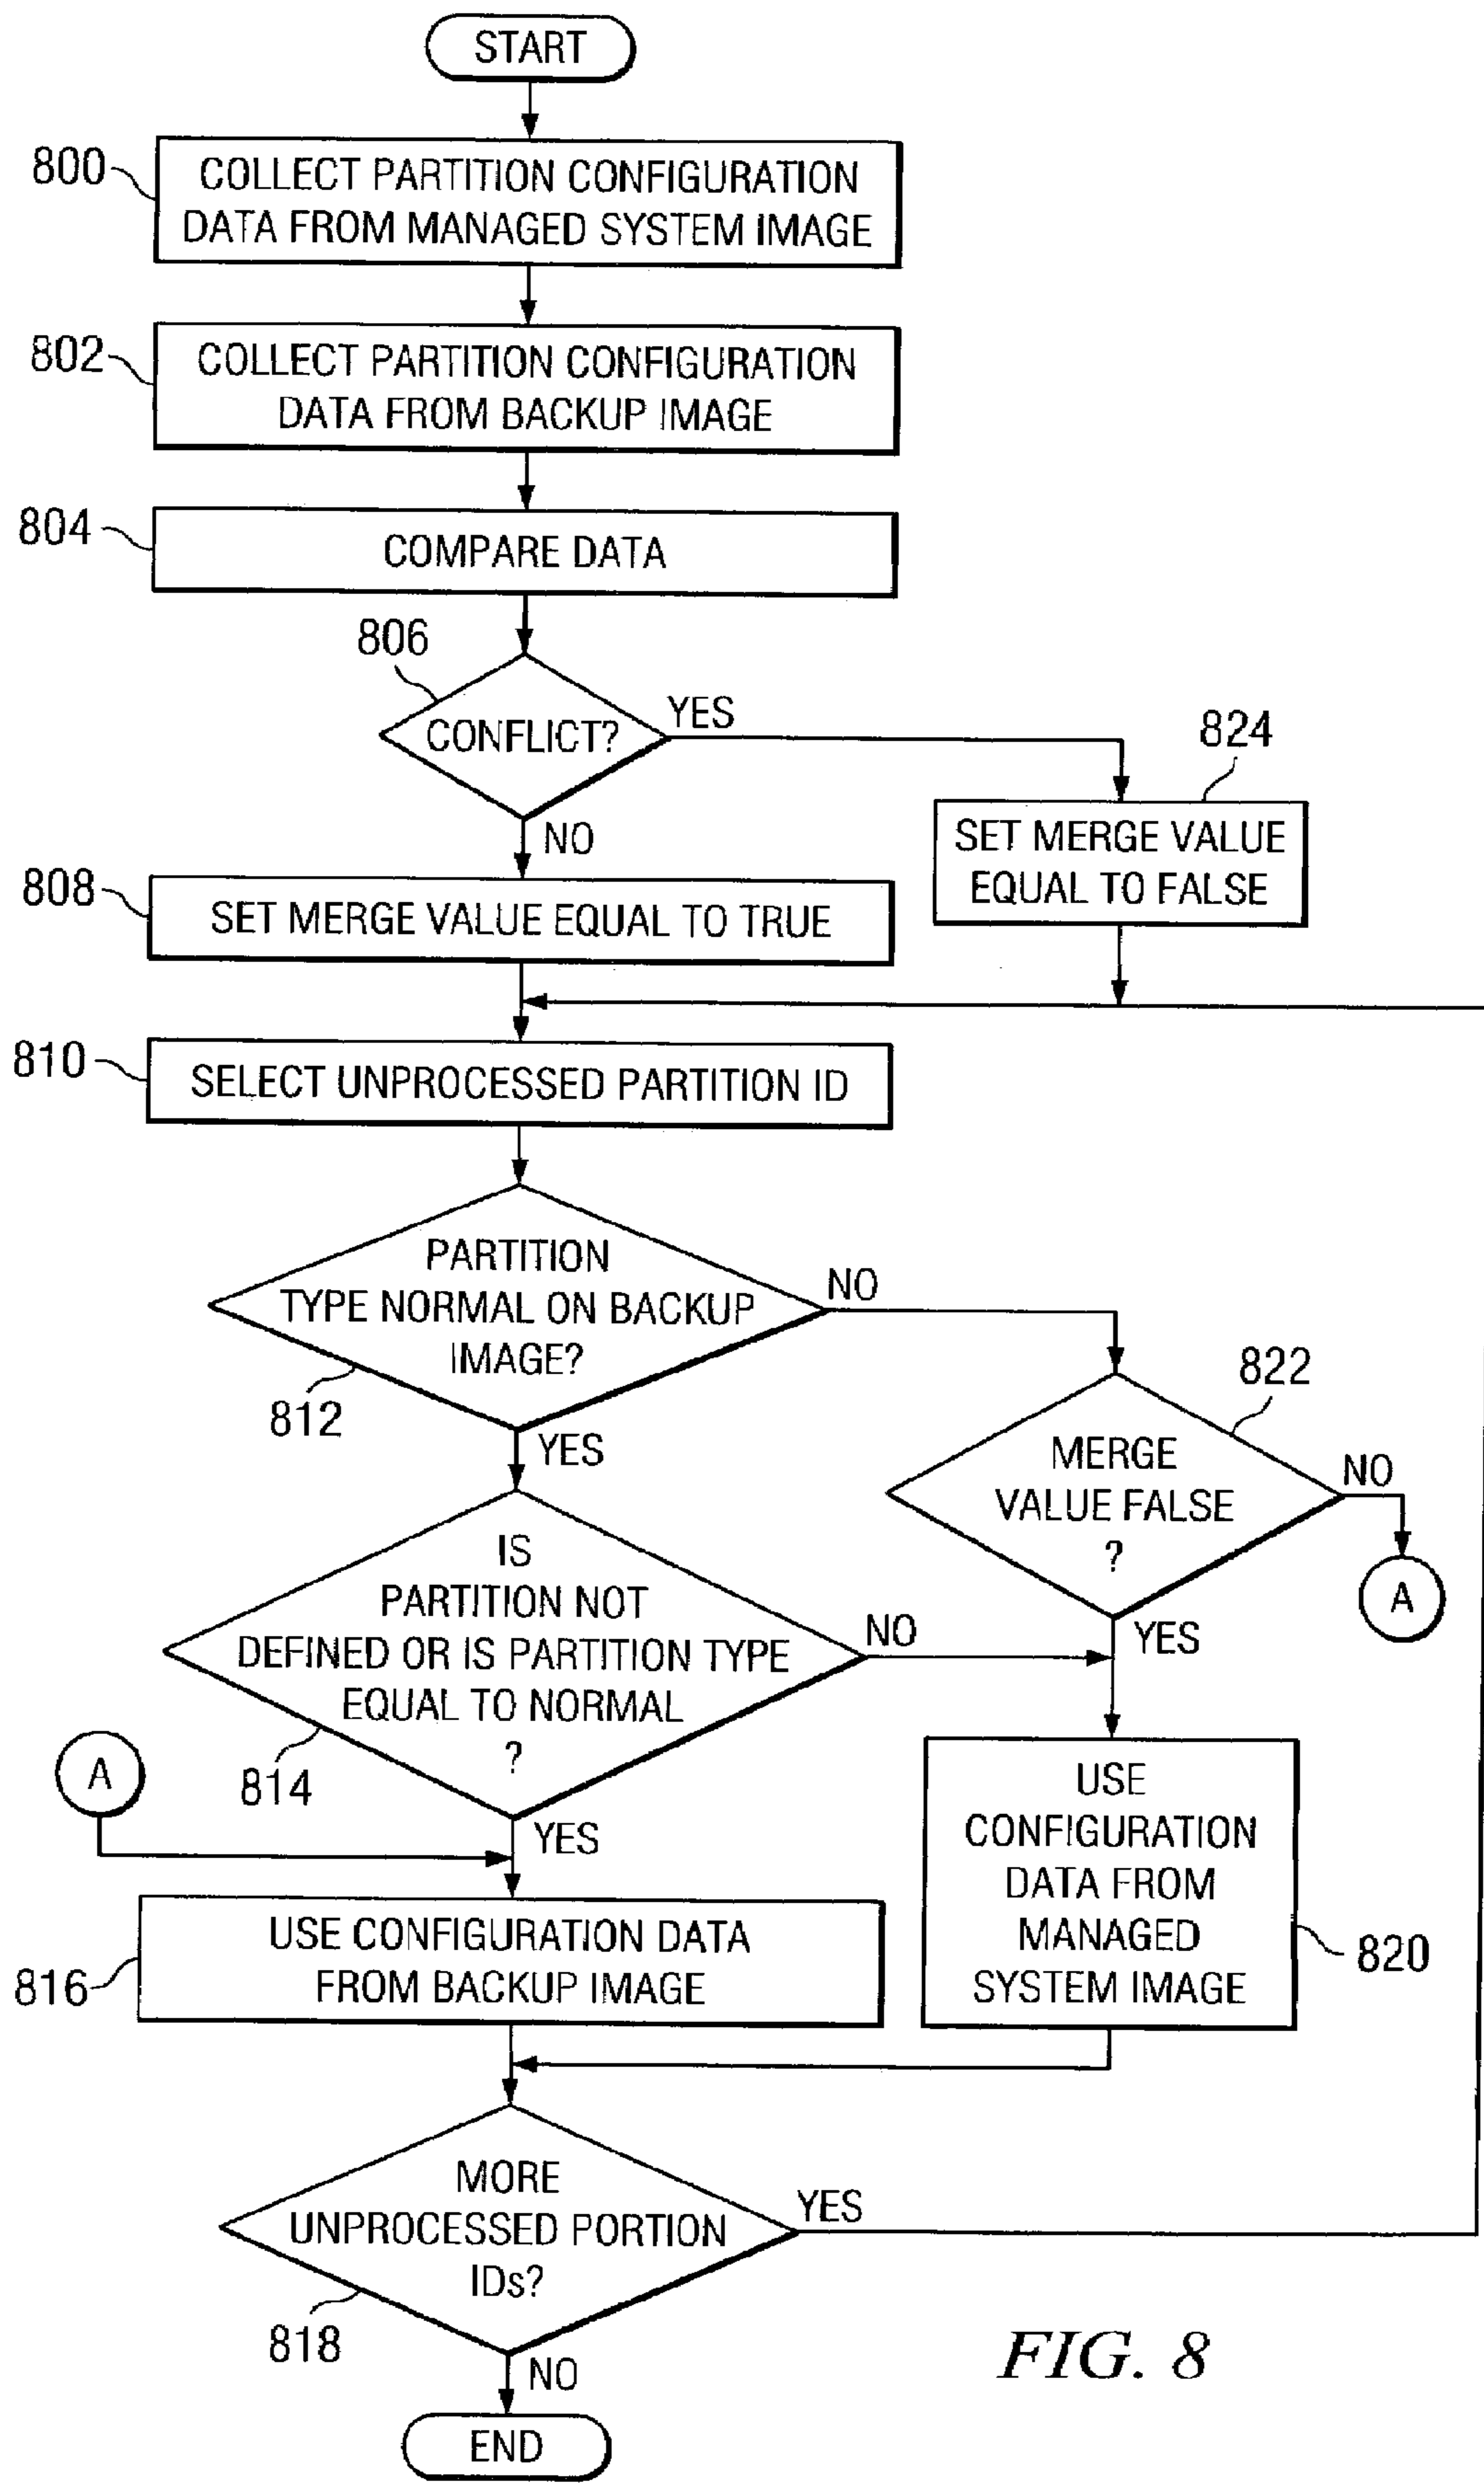 START
800
COLLECT PARTITION CONFIGURATION
DATA FROM MANAGED SYSTEM IMAGE
802
COLLECT PARTITION CONFIGURATION
DATA FROM BACKUP IMAGE
804
COMPARE DATA
806
CONFLICT?
YES
NO
824
SET MERGE VALUE
EQUAL TO FALSE
808
SET MERGE VALUE EQUAL TO TRUE
810
SELECT UNPROCESSED PARTITION ID
PARTITION
TYPE NORMAL ON BACKUP
IMAGE?
NO
812
YES
822
MERGE
VALUE FALSE
?
NO
A
YES
IS
PARTITION NOT
DEFINED OR IS PARTITION TYPE
EQUAL TO NORMAL
?
NO
814
A
YES
816
USE CONFIGURATION DATA
FROM BACKUP IMAGE
USE
CONFIGURATION
DATA FROM
MANAGED
SYSTEM IMAGE
820
MORE
UNPROCESSED PORTION
IDs?
YES
818
NO
END
FIG. 8